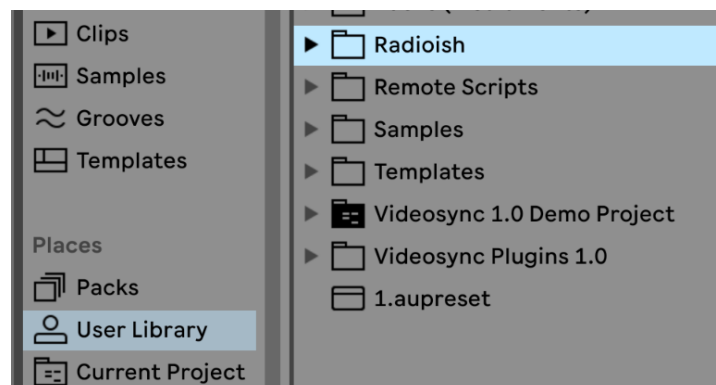 Clips
Samples
Grooves
Templates
Places
Packs
User Library
Current Project
Radioish
Remote Scripts
Samples
Templates
Videosync 1.0 Demo Project
Videosync Plugins 1.0
1.aupreset